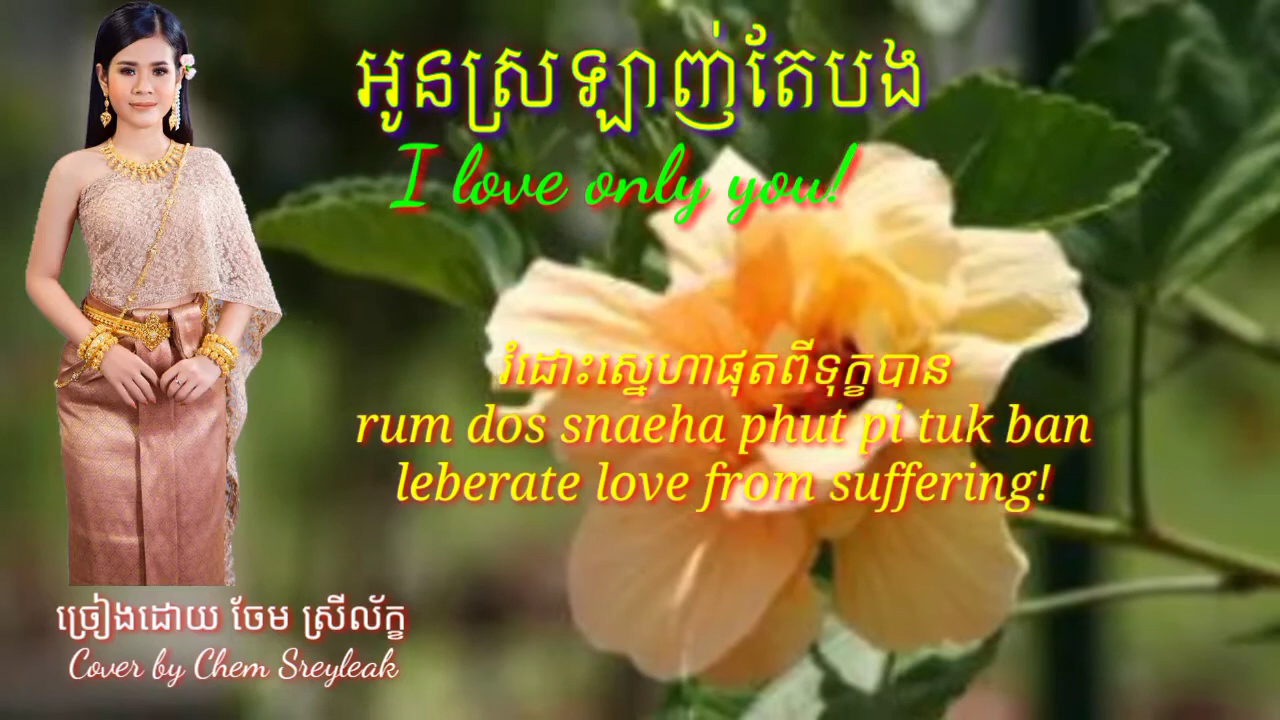 អូនស្រឡាញ់តែបង
I love only you!
រំដោះស្នេហាផុតពីទុក្ខបាន
rum dos snaeha phut pi tuk ban
leberate love from suffering!
ច្រៀងដោយ ចែម ស្រីល័ក្ខ
Cover by Chem Sreyleak